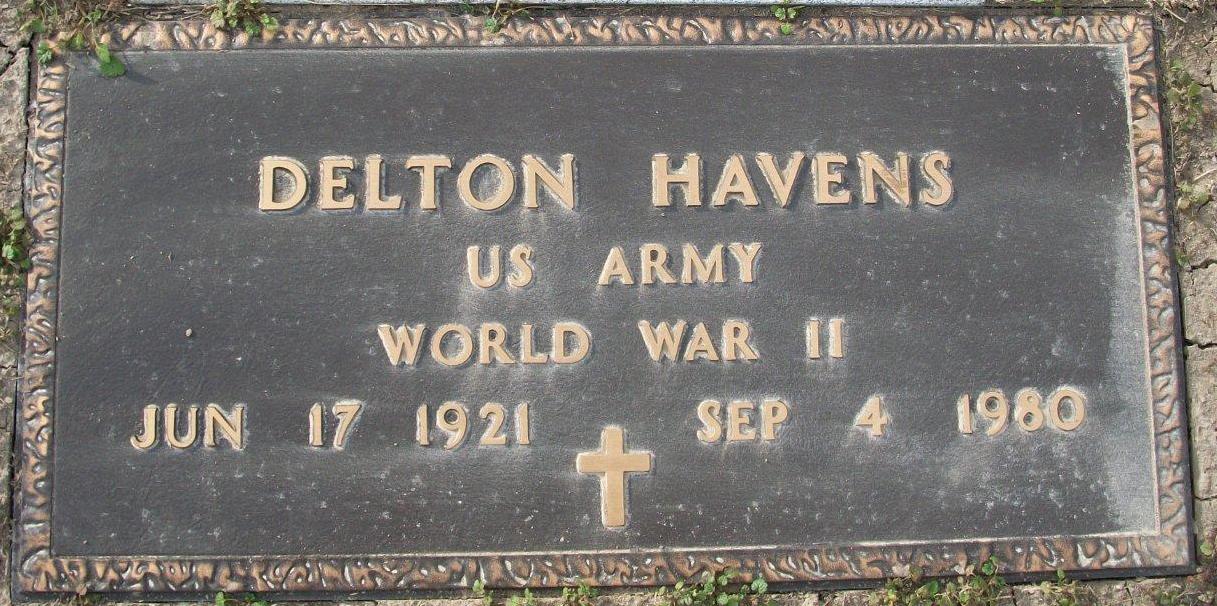 DELTON HAVENS
US ARMY
WORLD WAR II
JUN 17 1921 SEP 4 1980